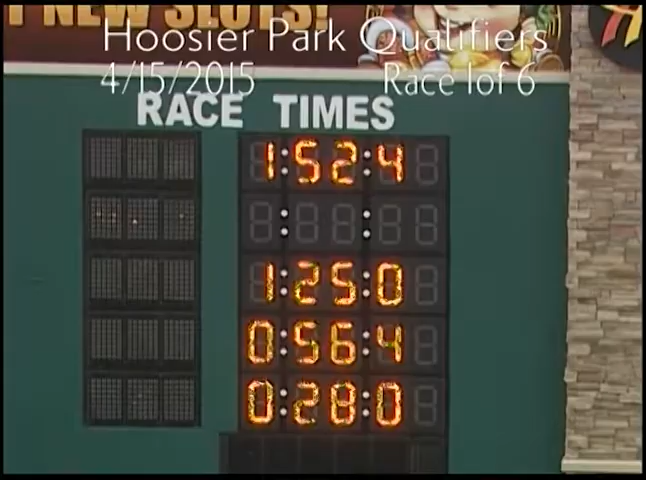 1 NEW SLOTS!
Hoosier Park Qualifiers
4/15/2015 Race 1of 6
RACE TIMES
1:52:4
1:25:0
0:56:4
0:28:0